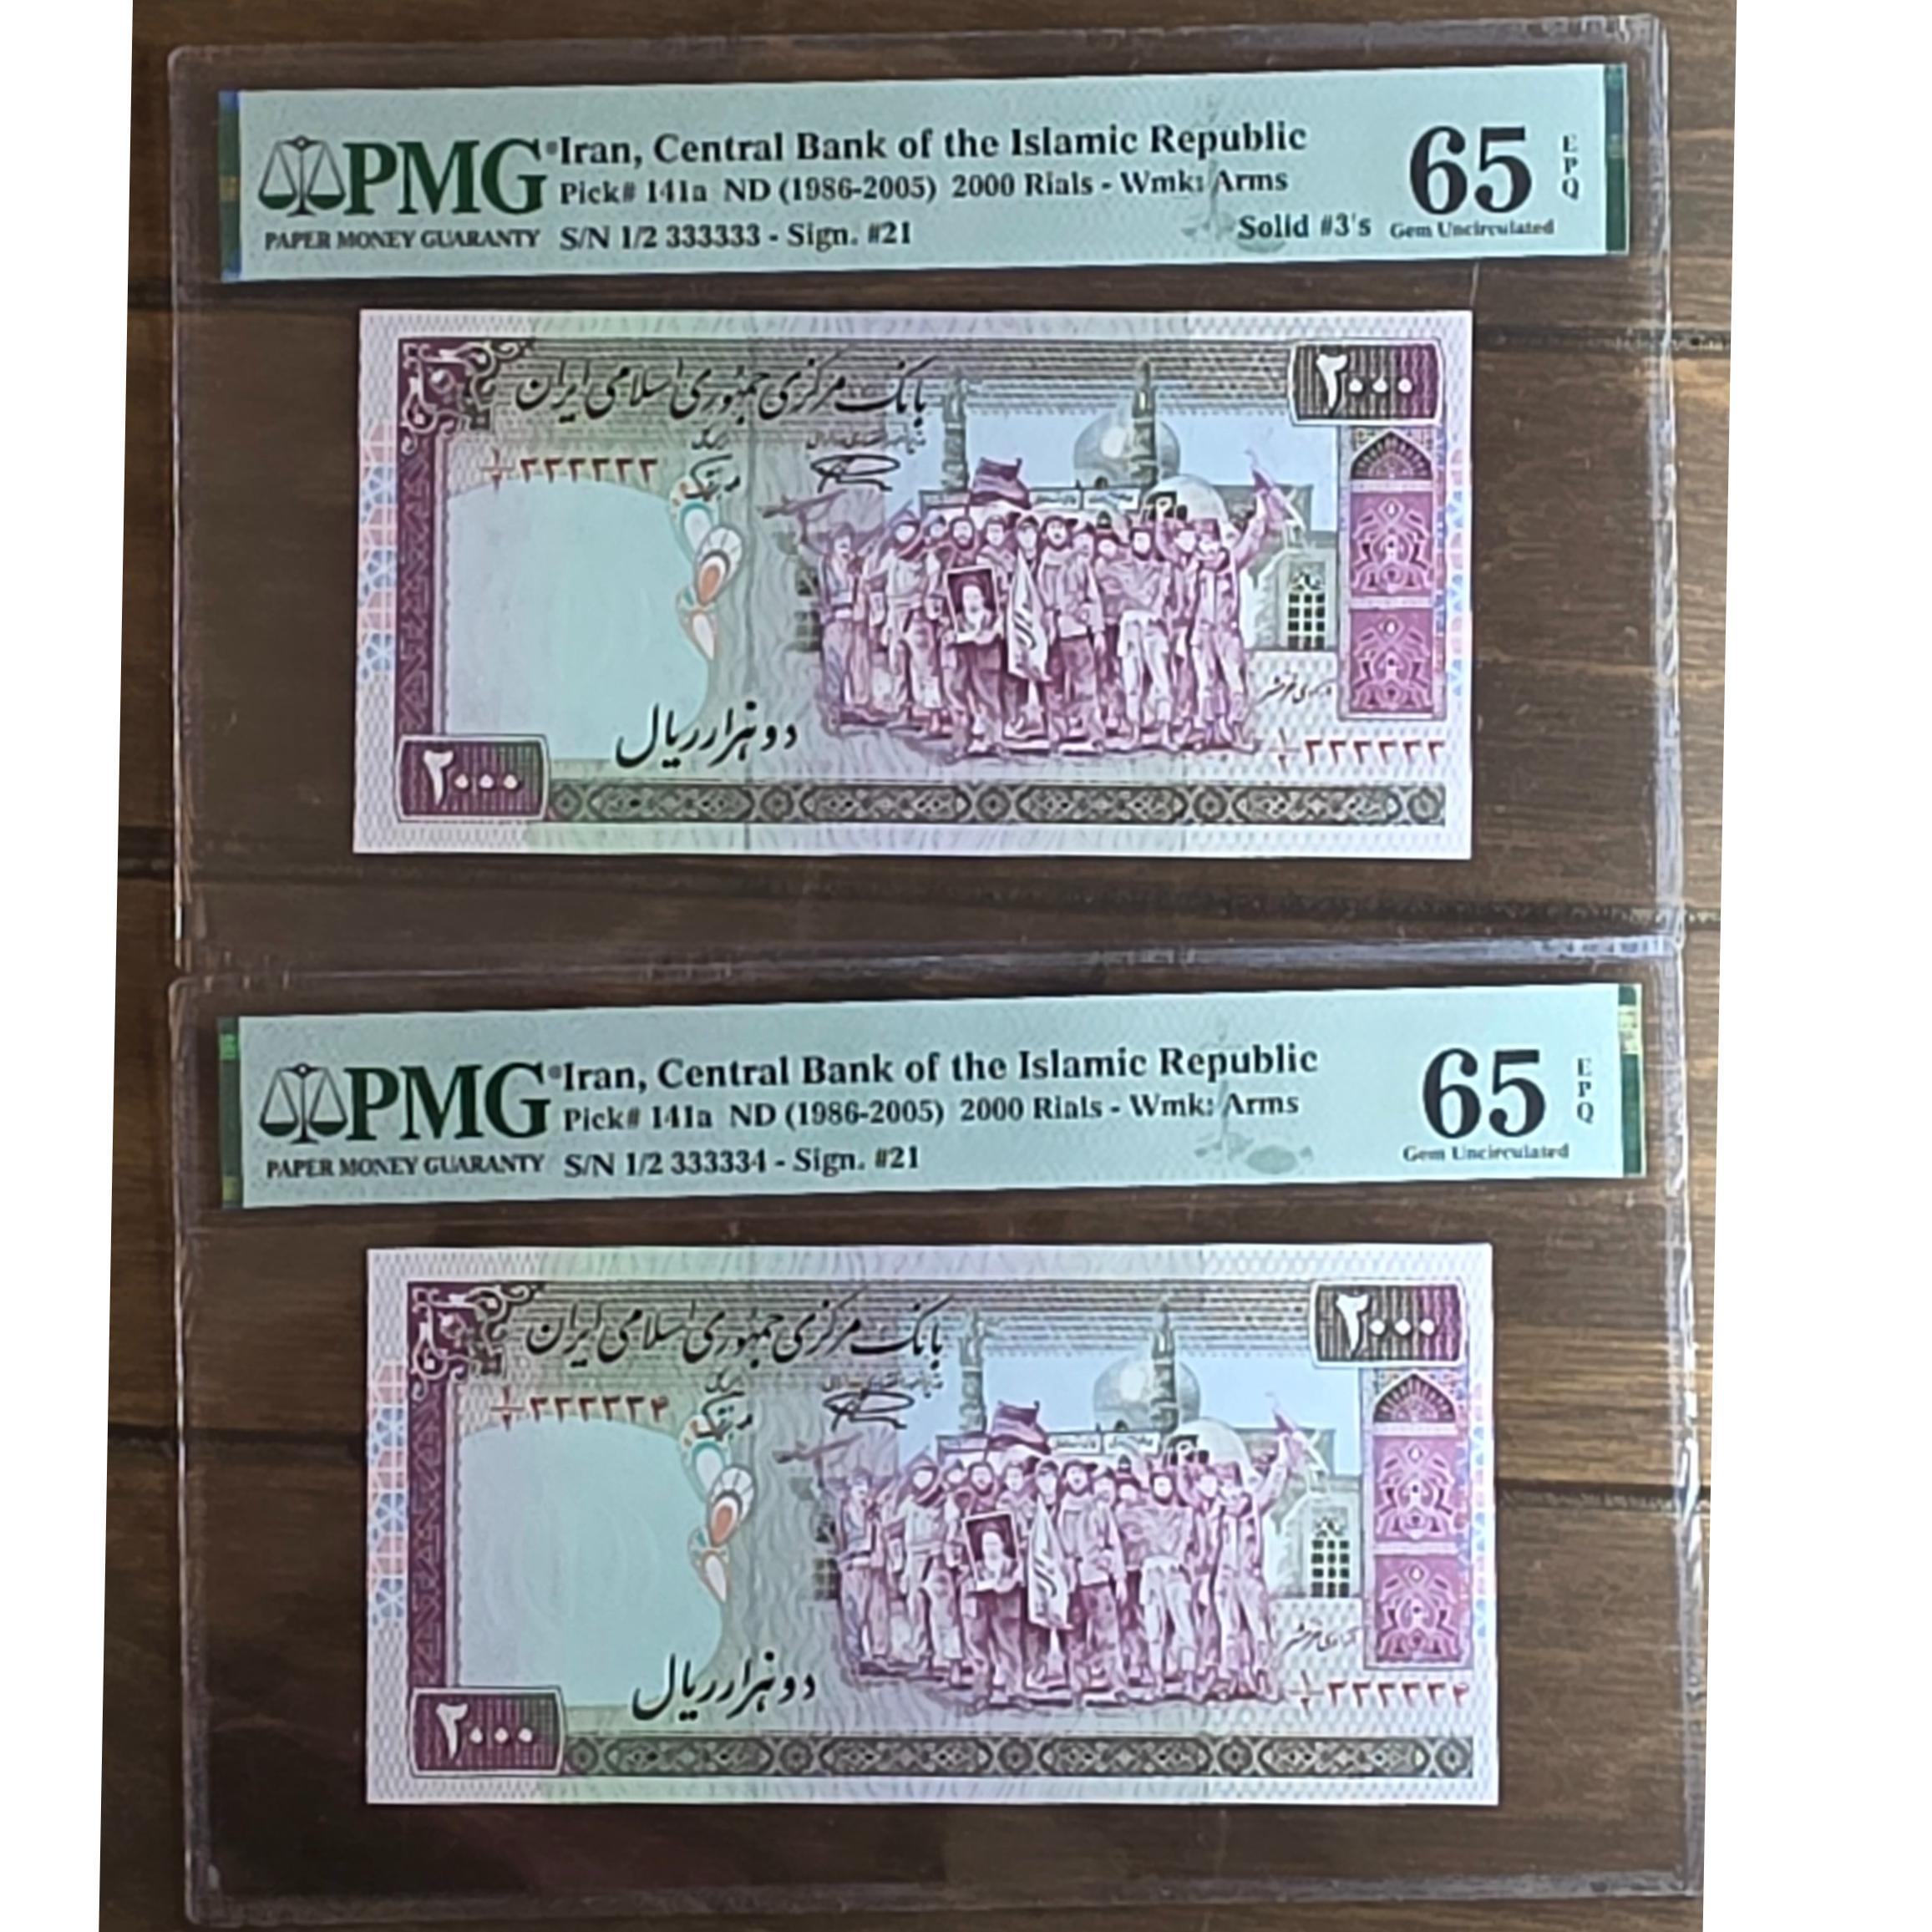 PMG
PAPER MONEY GUARANTY
Iran, Central Bank of the Islamic Republic
Pick# 141a ND (1986-2005) 2000 Rials - Wmk: Arms
S/N 1/2 333333 - Sign. #21
Solid #3's
65
EPQ
Gem Uncirculated
بانک مرکزی جمهوری اسلامی ایران
۲۰۰۰
۱/۲ ۳۳۳۳۳۳
دو هزار ریال
۱/۲ ۳۳۳۳۳۳
۲۰۰۰
PMG
PAPER MONEY GUARANTY
Iran, Central Bank of the Islamic Republic
Pick# 141a ND (1986-2005) 2000 Rials - Wmk: Arms
S/N 1/2 333334 - Sign. #21
65
EPQ
Gem Uncirculated
بانک مرکزی جمهوری اسلامی ایران
۲۰۰۰
۱/۲ ۳۳۳۳۳۴
دو هزار ریال
۱/۲ ۳۳۳۳۳۴
۲۰۰۰